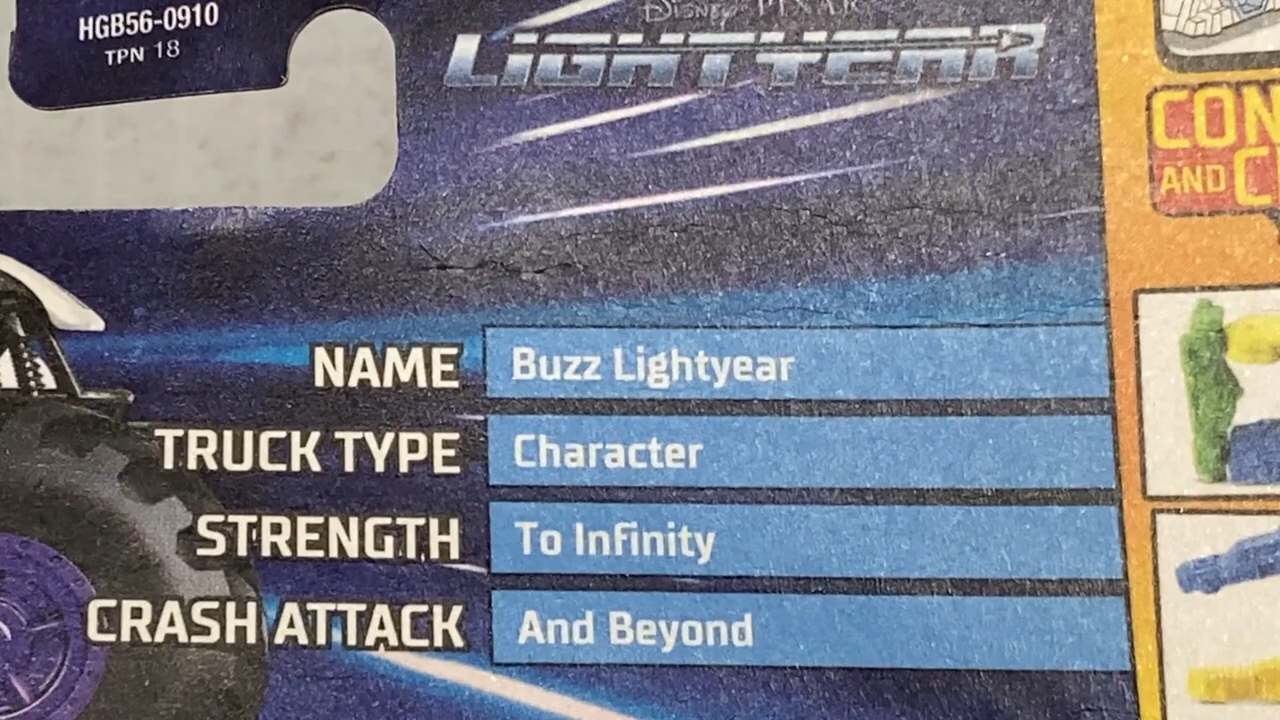 HGB56-0910
TPN 18
DISNEY PIXAR
LIGHTYEAR
CON
AND
NAME Buzz Lightyear
TRUCK TYPE Character
STRENGTH To Infinity
CRASH ATTACK And Beyond